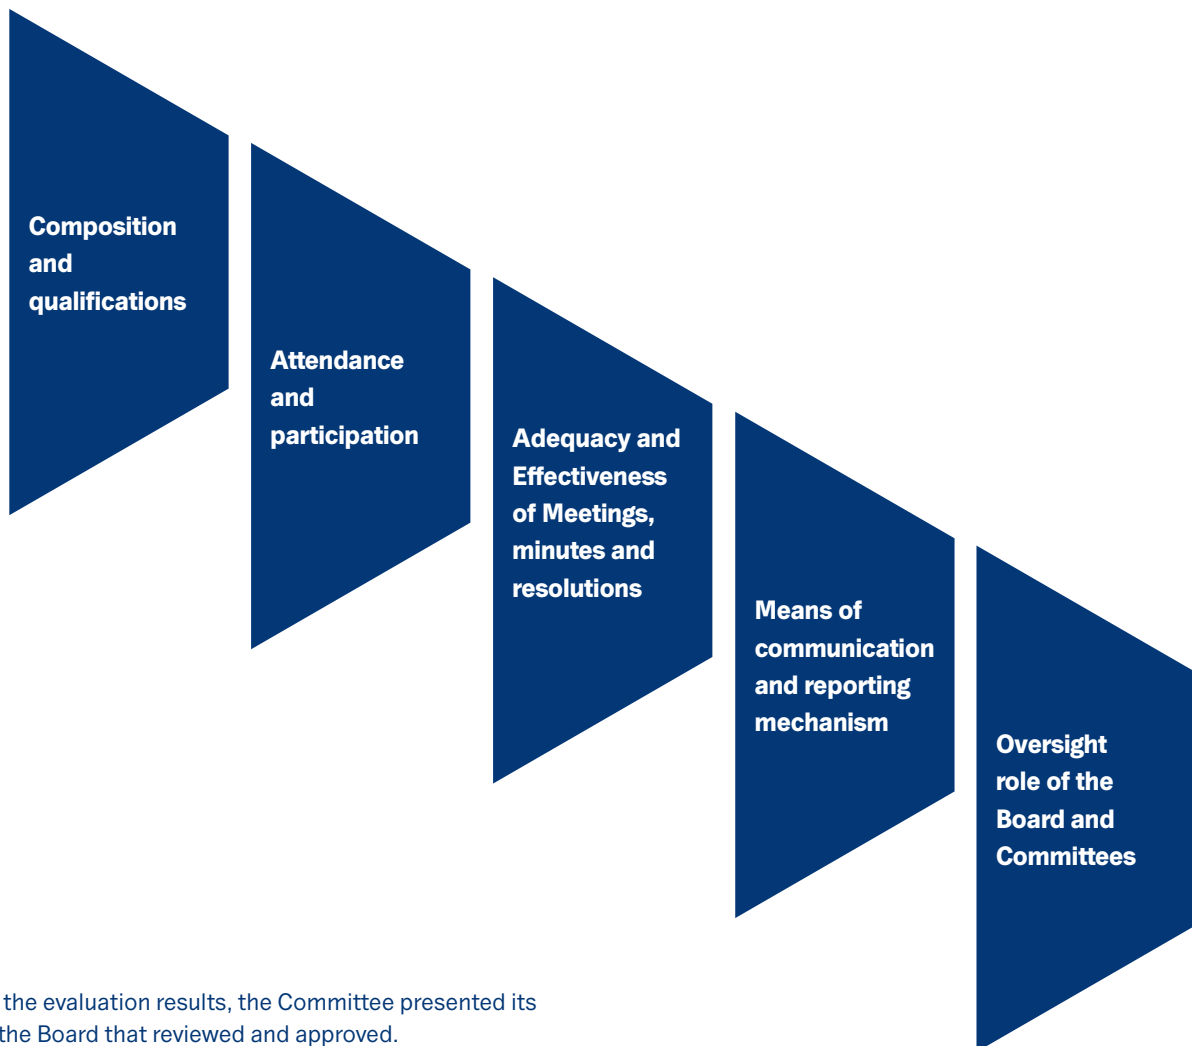 Composition
and
qualifications
Attendance
and
participation
Adequacy and
Effectiveness
of Meetings,
minutes and
resolutions
Means of
communication
and reporting
mechanism
Oversight
role of the
Board and
Committees
the evaluation results, the Committee presented its
the Board that reviewed and approved.